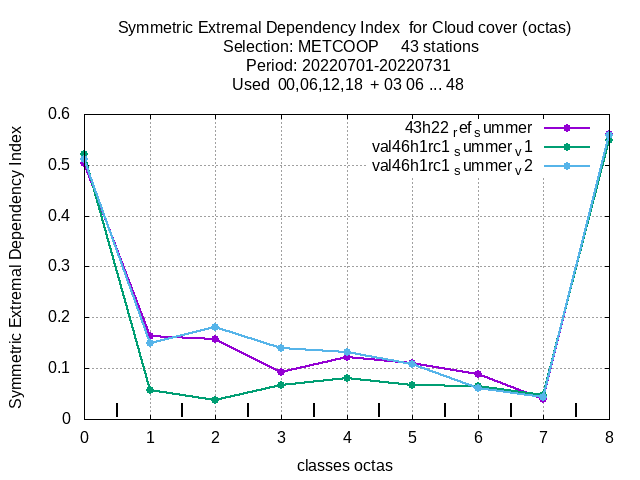 Symmetric Extremal Dependency Index  for Cloud cover (octas)
Selection: METCOOP     43 stations
Period: 20220701-20220731
Used  00,06,12,18  + 03 06 ... 48
Symmetric Extremal Dependency Index
0.6
0.5
0.4
0.3
0.2
0.1
0
43h22 ref summer
val46h1rc1 summer v1
val46h1rc1 summer v2
0 1 2 3 4 5 6 7 8
classes octas